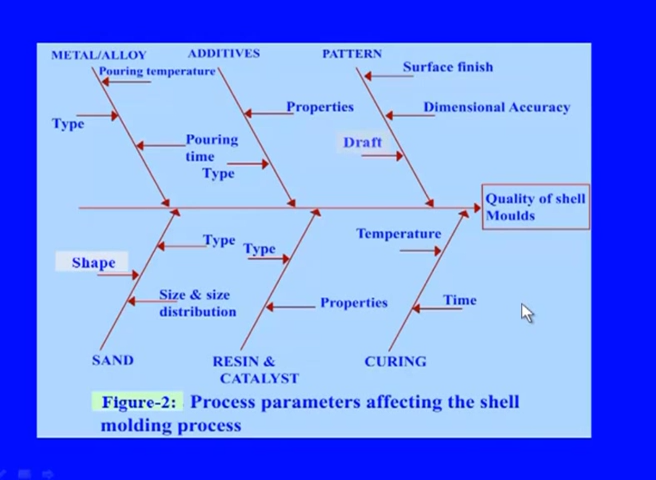 METAL/ALLOY
ADDITIVES
PATTERN
Pouring temperature
Surface finish
Type
Properties
Dimensional Accuracy
Pouring
time
Type
Draft
Quality of shell
Moulds
Shape
Type
Type
Temperature
Size & size
distribution
Properties
Time
SAND
RESIN &
CATALYST
CURING
Figure-2: Process parameters affecting the shell
molding process